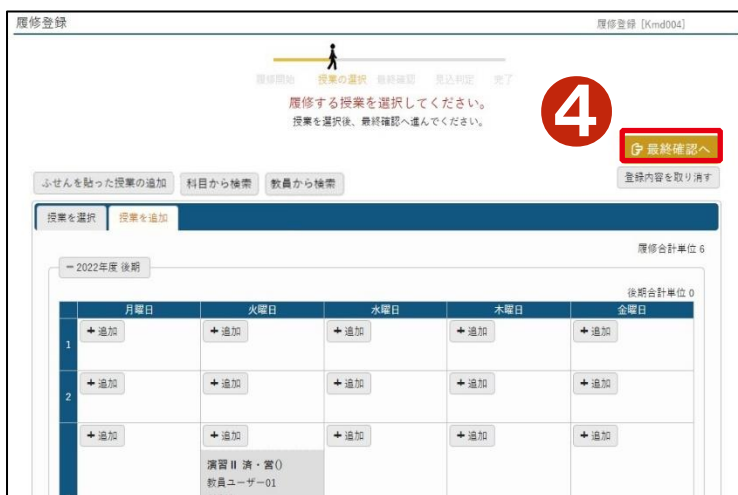 履修登録
履修登録 [Kmd004]
履修開始 授業の選択 最終確認 見込判定 完了
履修する授業を選択してください。
授業を選択後、最終確認へ進んでください。
4
最終確認へ
ふせんを貼った授業の追加 科目から検索 教員から検索
登録内容を取り消す
授業を選択 授業を追加
履修合計単位 6
ー 2022年度 後期
後期合計単位 0
月曜日 火曜日 水曜日 木曜日 金曜日
+ 追加 + 追加 + 追加 + 追加 + 追加
1
+ 追加 + 追加 + 追加 + 追加 + 追加
2
+ 追加 + 追加 + 追加 + 追加 + 追加
演習Ⅱ 済・営()
教員ユーザー01